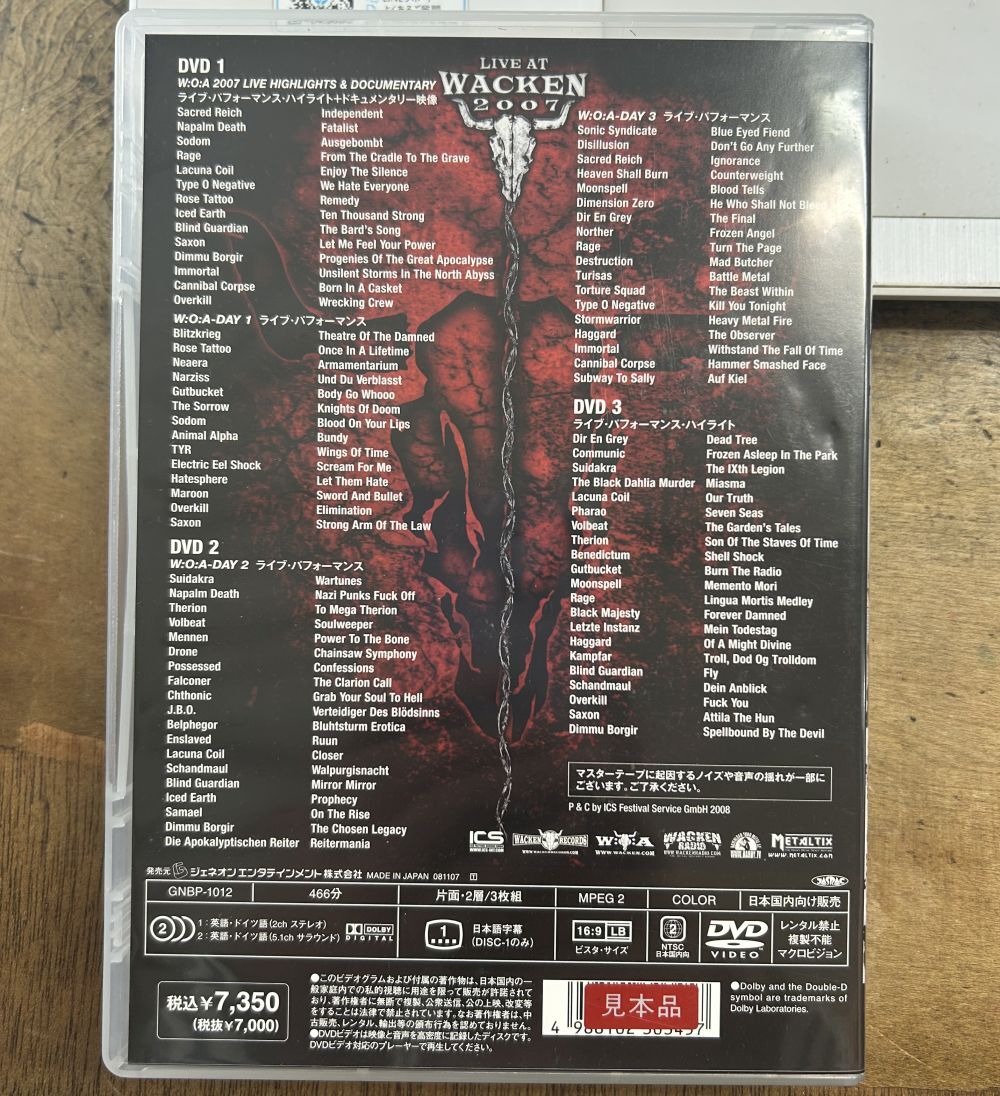 LIVE AT
WACKEN
2007
DVD 1
W:O:A 2007 LIVE HIGHLIGHTS & DOCUMENTARY
ライブ・パフォーマンス・ハイライト+ドキュメンタリー映像
Sacred Reich Independent
Napalm Death Fatalist
Sodom Ausgebombt
Rage From The Cradle To The Grave
Lacuna Coil Enjoy The Silence
Type O Negative We Hate Everyone
Rose Tattoo Remedy
Iced Earth Ten Thousand Strong
Blind Guardian The Bard's Song
Saxon Let Me Feel Your Power
Dimmu Borgir Progenies Of The Great Apocalypse
Immortal Unsilent Storms In The North Abyss
Cannibal Corpse Born In A Casket
Overkill Wrecking Crew
W:O:A-DAY 1 ライブ・パフォーマンス
Blitzkrieg Theatre Of The Damned
Rose Tattoo Once In A Lifetime
Neaera Armamentarium
Narziss Und Du Verblasst
Gutbucket Body Go Whooo
The Sorrow Knights Of Doom
Sodom Blood On Your Lips
Animal Alpha Bundy
TYR Wings Of Time
Electric Eel Shock Scream For Me
Hatesphere Let Them Hate
Maroon Sword And Bullet
Overkill Elimination
Saxon Strong Arm Of The Law
DVD 2
W:O:A-DAY 2 ライブ・パフォーマンス
Suidakra Wartunes
Napalm Death Nazi Punks Fuck Off
Therion To Mega Therion
Volbeat Soulweeper
Mennen Power To The Bone
Drone Chainsaw Symphony
Possessed Confessions
Falconer The Clarion Call
Chthonic Grab Your Soul To Hell
J.B.O. Verteidiger Des Blödsinns
Belphegor Bluhtsturm Erotica
Enslaved Ruun
Lacuna Coil Closer
Schandmaul Walpurgisnacht
Blind Guardian Mirror Mirror
Iced Earth Prophecy
Samael On The Rise
Dimmu Borgir The Chosen Legacy
Die Apokalyptischen Reiter Reitermania
W:O:A-DAY 3 ライブ・パフォーマンス
Sonic Syndicate Blue Eyed Fiend
Disillusion Don't Go Any Further
Sacred Reich Ignorance
Heaven Shall Burn Counterweight
Moonspell Blood Tells
Dimension Zero He Who Shall Not Bleed
Dir En Grey The Final
Norther Frozen Angel
Rage Turn The Page
Destruction Mad Butcher
Turisas Battle Metal
Torture Squad The Beast Within
Type O Negative Kill You Tonight
Stormwarrior Heavy Metal Fire
Haggard The Observer
Immortal Withstand The Fall Of Time
Cannibal Corpse Hammer Smashed Face
Subway To Sally Auf Kiel
DVD 3
ライブ・パフォーマンス・ハイライト
Dir En Grey Dead Tree
Communic Frozen Asleep In The Park
Suidakra The IXth Legion
The Black Dahlia Murder Miasma
Lacuna Coil Our Truth
Pharao Seven Seas
Volbeat The Garden's Tales
Therion Son Of The Staves Of Time
Benedictum Shell Shock
Gutbucket Burn The Radio
Moonspell Memento Mori
Rage Lingua Mortis Medley
Black Majesty Forever Damned
Letzte Instanz Mein Todestag
Haggard Of A Might Divine
Kampfar Troll, Dod Og Trolldom
Blind Guardian Fly
Schandmaul Dein Anblick
Overkill Fuck You
Saxon Attila The Hun
Dimmu Borgir Spellbound By The Devil
マスターテープに起因するノイズや音声の揺れが一部に
ございます。ご了承ください。
P & C by ICS Festival Service GmbH 2008
ICS WACKEN RECORDS W:O:A WACKEN RADIO METALTIX
WWW.WACKEN.COM WWW.WACKENRADIO.COM WWW.METALTIX.COM
発売元 ジェネオン エンタテインメント株式会社 MADE IN JAPAN 081107
GNBP-1012 466分 片面・2層/3枚組 MPEG 2 COLOR 日本国内向け販売
2 1:英語・ドイツ語(2ch ステレオ)
2:英語・ドイツ語(5.1ch サラウンド)
DOLBY DIGITAL
1 日本語字幕
(DISC-1のみ)
16:9 LB
ビスタ・サイズ
2 NTSC
日本国内向
DVD VIDEO
レンタル禁止
複製不能
マクロビジョン
税込¥7,350
(税抜¥7,000)
●このビデオグラムおよび付属の著作物は、日本国内の一
般家庭内での私的視聴に用途を限って販売が許諾されて
おり、著作権者に無断で複製、公衆送信、公の上映、改変等
をすることは法律で禁止されています。なお著作権者は、中
古販売、レンタル、輸出等の頒布行為を認めておりません。
●DVDビデオは映像と音声を高密度に記録したディスクです。
DVDビデオ対応のプレーヤーで再生してください。
見本品
●Dolby and the Double-D
symbol are trademarks of
Dolby Laboratories.